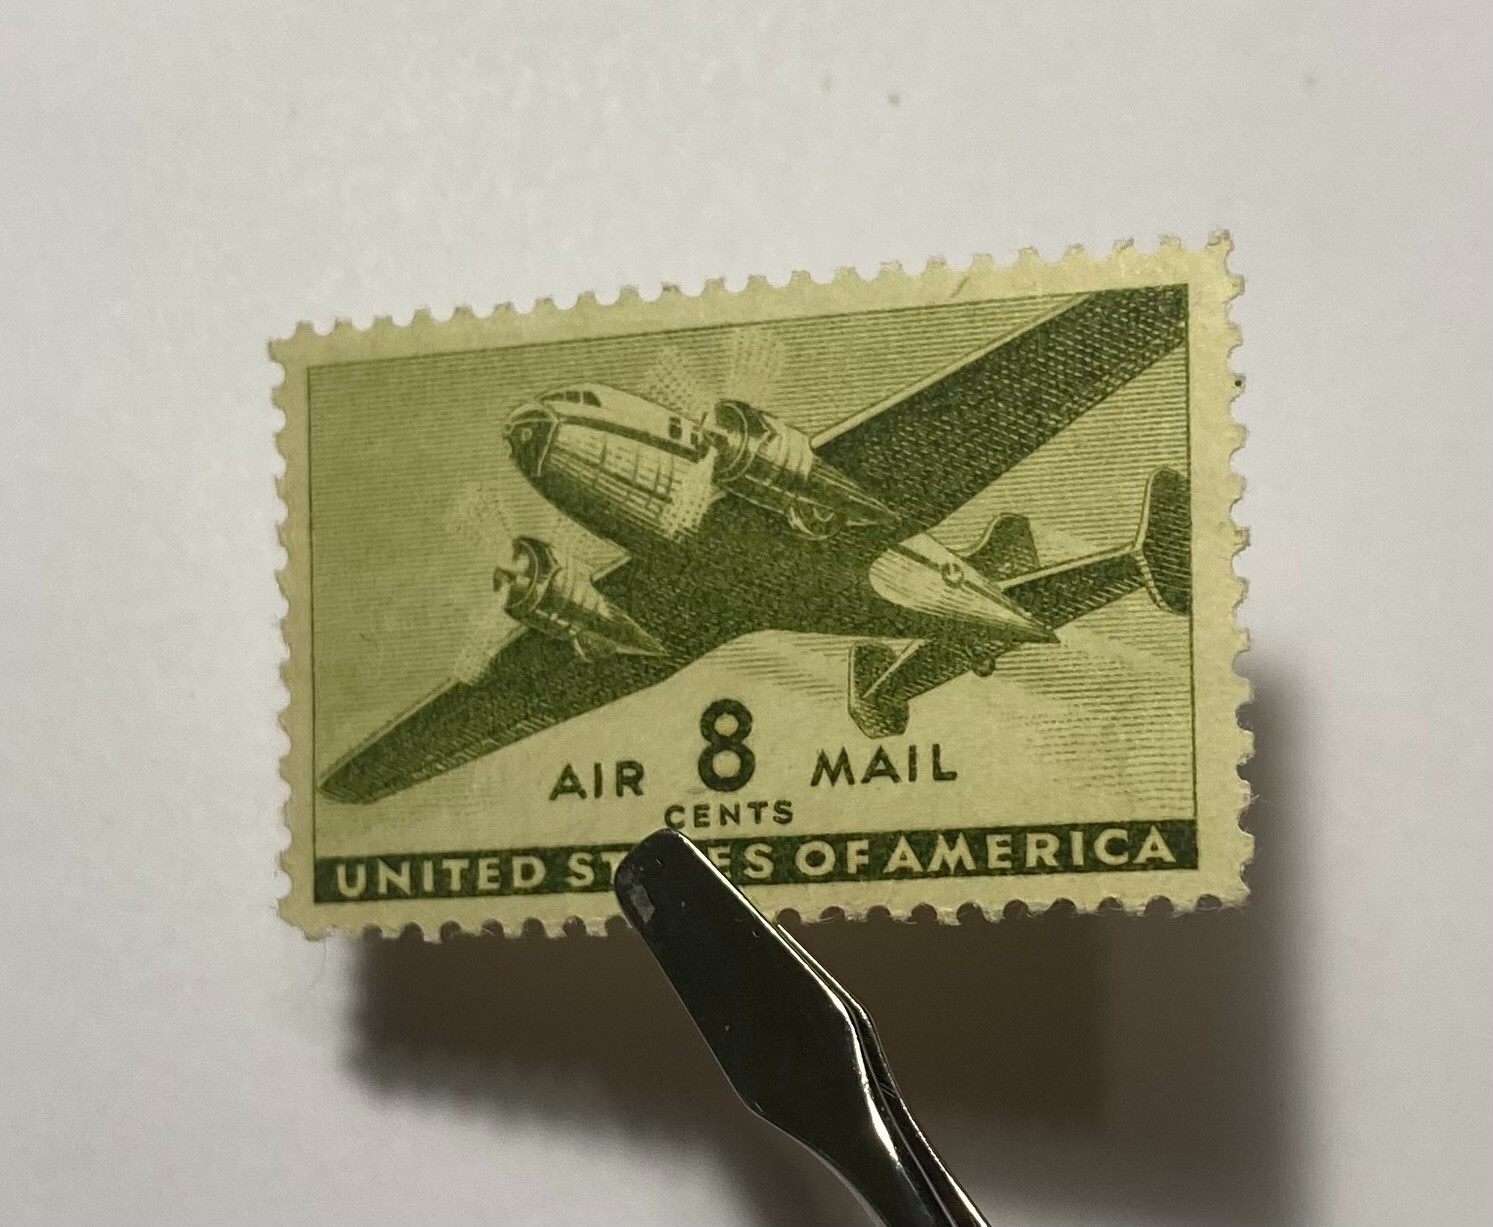 AIR 8 MAIL
CENTS
UNITED ST ES OF AMERICA